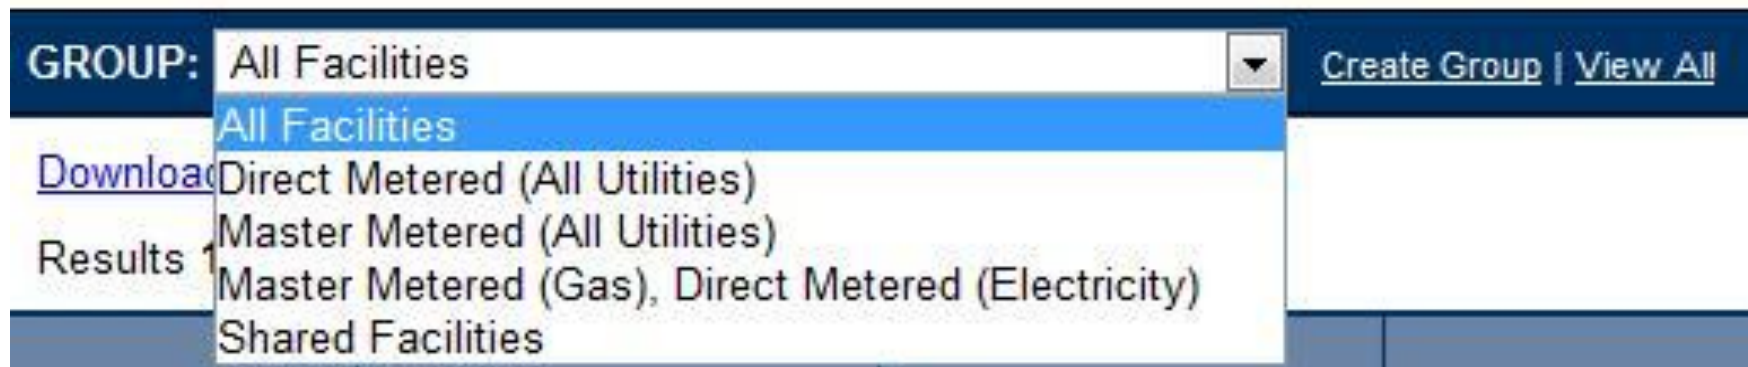 GROUP: All Facilities Create Group | View All
All Facilities
Direct Metered (All Utilities)
Master Metered (All Utilities)
Master Metered (Gas), Direct Metered (Electricity)
Shared Facilities
Results